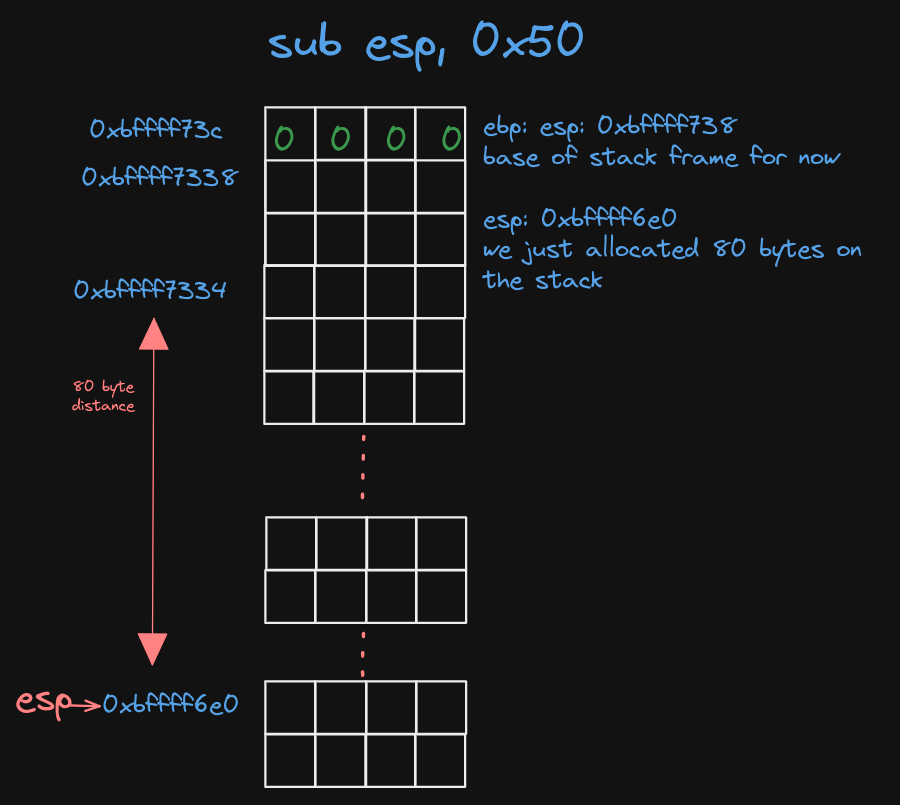 sub esp, 0x50
0xbffff73c
0 0 0 0
ebp: esp: 0xbffff738
base of stack frame for now
0xbffff7338
esp: 0xbffff6e0
we just allocated 80 bytes on
the stack
0xbffff7334
80 byte
distance
esp
0xbffff6e0